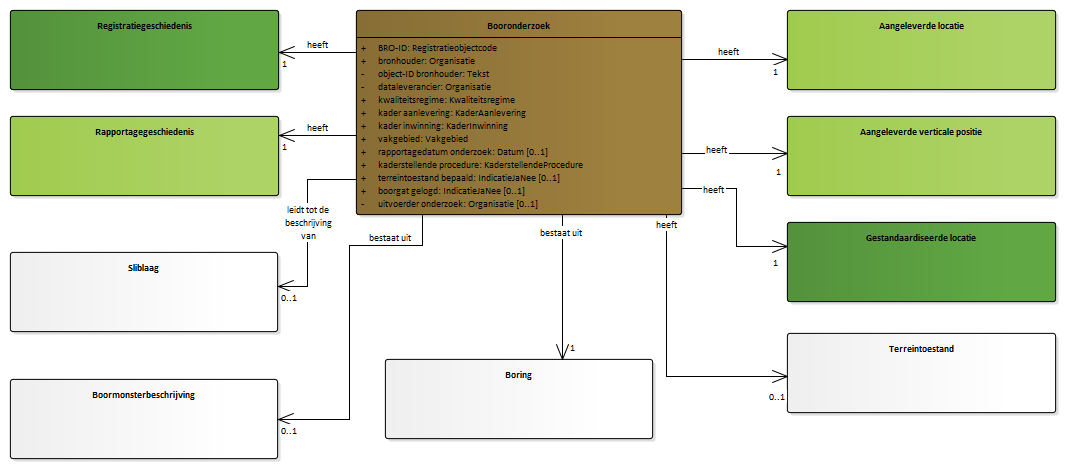 Registratiegeschiedenis
heeft
1
Rapportagegeschiedenis
heeft
1
leidt tot de
beschrijving
van
Sliblaag
0..1
Boormonsterbeschrijving
0..1
bestaat uit
Booronderzoek
+ BRO-ID: Registratieobjectcode
+ bronhouder: Organisatie
- object-ID bronhouder: Tekst
- dataleverancier: Organisatie
+ kwaliteitsregime: Kwaliteitsregime
+ kader aanlevering: KaderAanlevering
+ kader inwinning: KaderInwinning
+ vakgebied: Vakgebied
+ rapportagedatum onderzoek: Datum [0..1]
+ kaderstellende procedure: KaderstellendeProcedure
+ terreintoestand bepaald: IndicatieJaNee [0..1]
+ boorgat gelogd: IndicatieJaNee [0..1]
- uitvoerder onderzoek: Organisatie [0..1]
bestaat uit
1
Boring
heeft
1
Aangeleverde locatie
heeft
1
Aangeleverde verticale positie
heeft
1
Gestandaardiseerde locatie
heeft
0..1
Terreintoestand